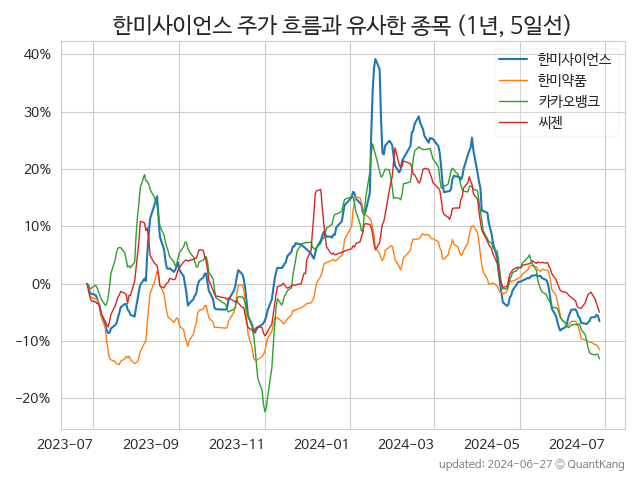 한미사이언스 주가 흐름과 유사한 종목 (1년, 5일선)
한미사이언스
한미약품
카카오뱅크
씨젠
40%
30%
20%
10%
0%
−10%
−20%
2023-07 2023-09 2023-11 2024-01 2024-03 2024-05 2024-07
updated: 2024-06-27 © QuantKang